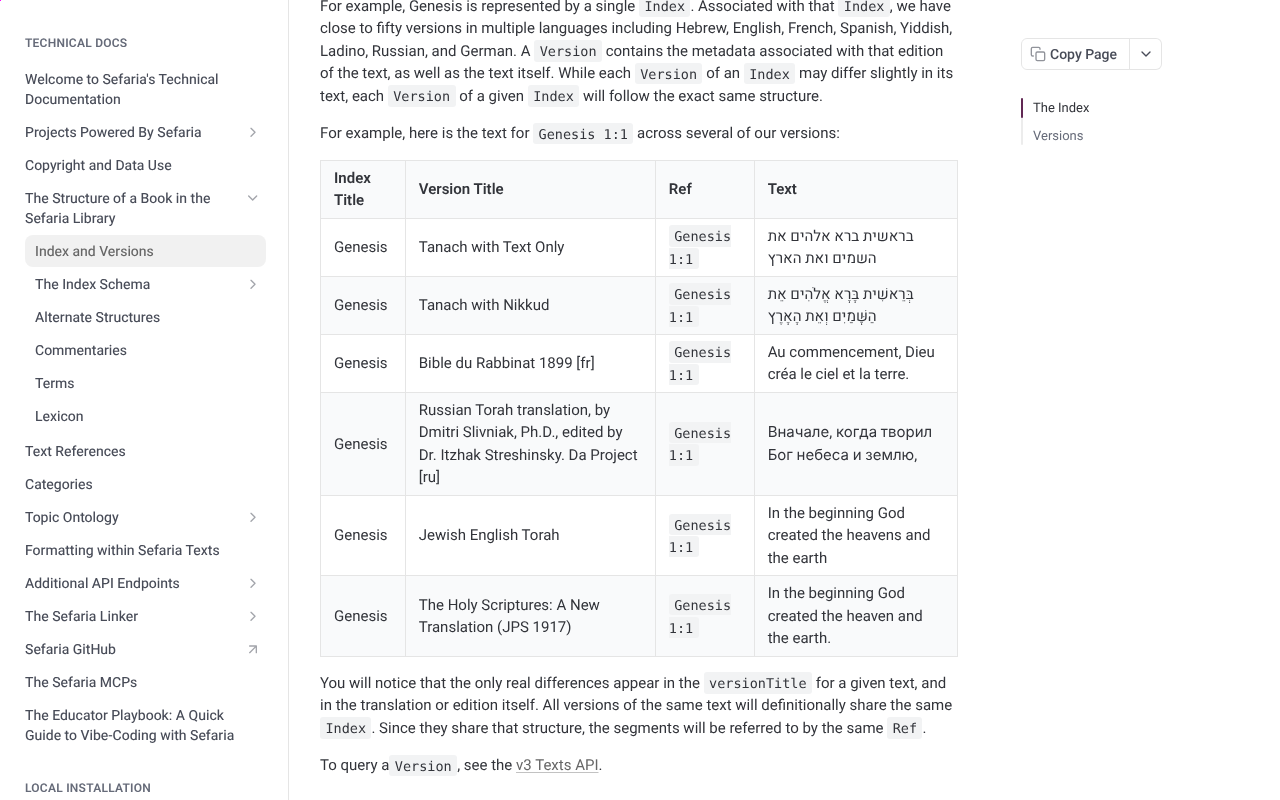 TECHNICAL DOCS
Welcome to Sefaria's Technical
Documentation
Projects Powered By Sefaria
Copyright and Data Use
The Structure of a Book in the
Sefaria Library
Index and Versions
The Index Schema
Alternate Structures
Commentaries
Terms
Lexicon
Text References
Categories
Topic Ontology
Formatting within Sefaria Texts
Additional API Endpoints
The Sefaria Linker
Sefaria GitHub
The Sefaria MCPs
The Educator Playbook: A Quick
Guide to Vibe-Coding with Sefaria
LOCAL INSTALLATION
For example, Genesis is represented by a single Index. Associated with that Index, we have
close to fifty versions in multiple languages including Hebrew, English, French, Spanish, Yiddish,
Ladino, Russian, and German. A Version contains the metadata associated with that edition
of the text, as well as the text itself. While each Version of an Index may differ slightly in its
text, each Version of a given Index will follow the exact same structure.
For example, here is the text for Genesis 1:1 across several of our versions:
Index
Title
Version Title
Ref
Text
Genesis
Tanach with Text Only
Genesis
1:1
בראשית ברא אלהים את
השמים ואת הארץ
Genesis
Tanach with Nikkud
Genesis
1:1
בְּרֵאשִׁית בָּרָא אֱלֹהִים אֵת
הַשָּׁמַיִם וְאֵת הָאָרֶץ
Genesis
Bible du Rabbinat 1899 [fr]
Genesis
1:1
Au commencement, Dieu
créa le ciel et la terre.
Genesis
Russian Torah translation, by
Dmitri Slivniak, Ph.D., edited by
Dr. Itzhak Streshinsky. Da Project
[ru]
Genesis
1:1
Вначале, когда творил
Бог небеса и землю,
Genesis
Jewish English Torah
Genesis
1:1
In the beginning God
created the heavens and
the earth
Genesis
The Holy Scriptures: A New
Translation (JPS 1917)
Genesis
1:1
In the beginning God
created the heaven and
the earth.
You will notice that the only real differences appear in the versionTitle for a given text, and
in the translation or edition itself. All versions of the same text will definitionally share the same
Index. Since they share that structure, the segments will be referred to by the same Ref.
To query a Version, see the v3 Texts API.
Copy Page
The Index
Versions